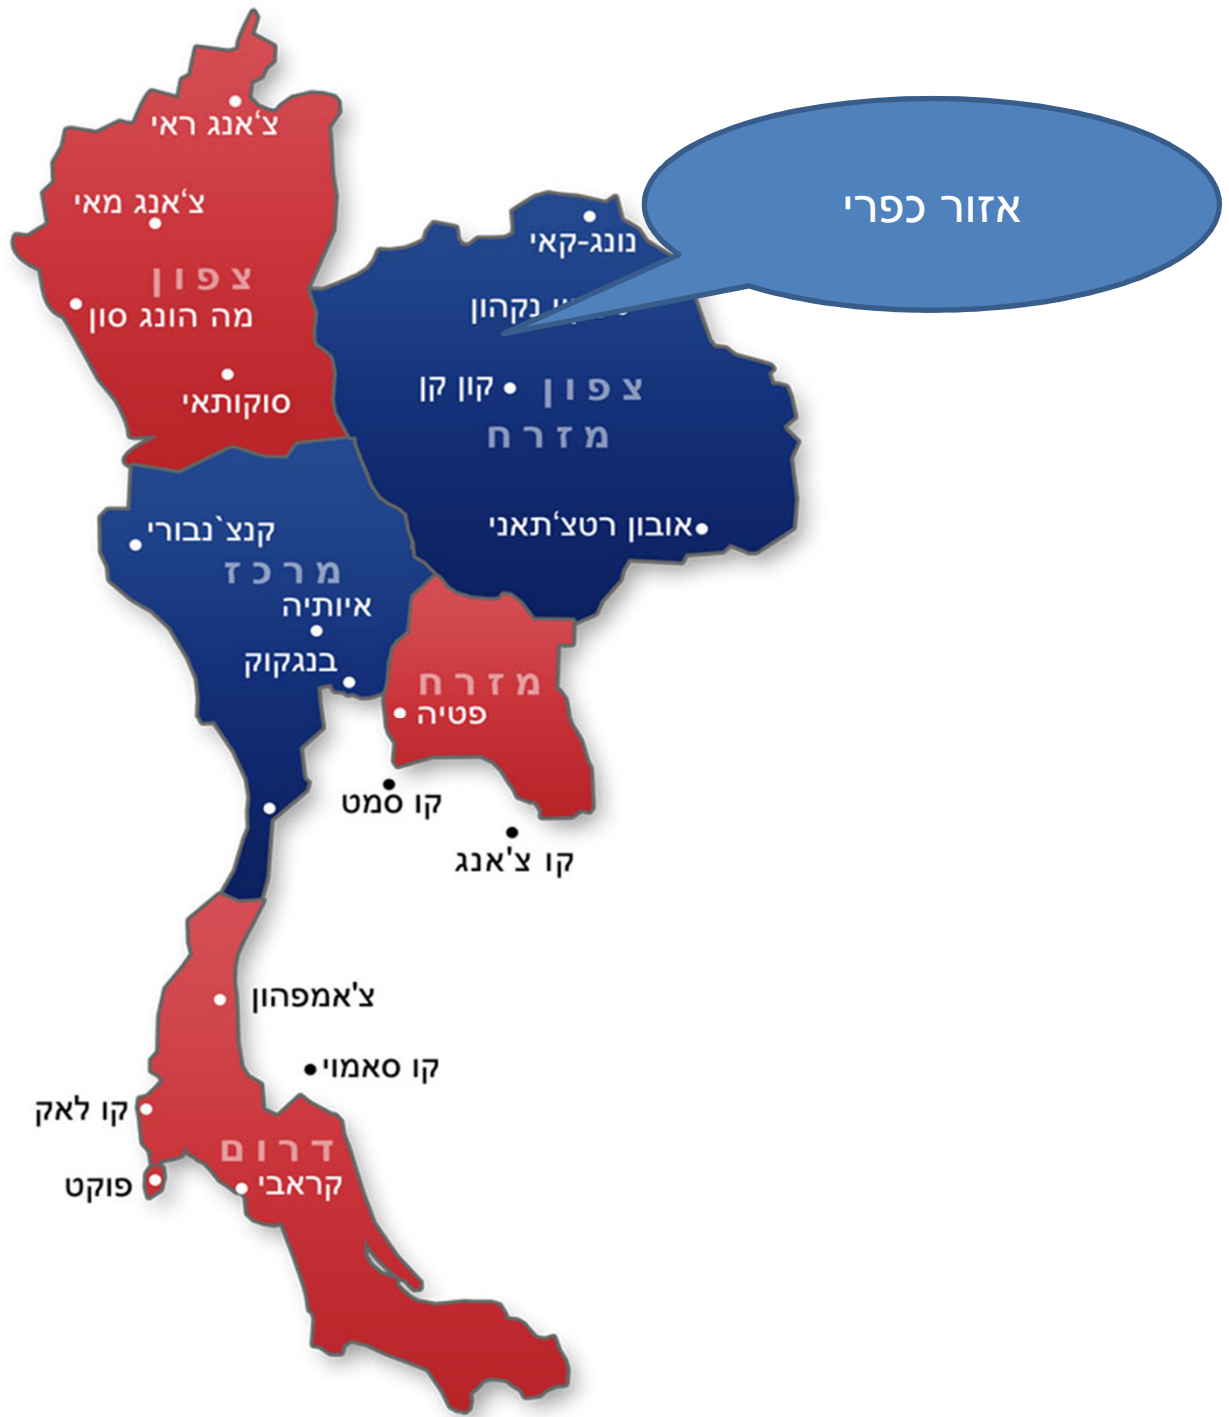 צ'אנג ראי
צ'אנג מאי
צפון
מה הונג סון
סוקותאי
אזור כפרי
נונג-קאי
נקהון
קון קן
צפון
מזרח
אובון רטצ'תאני
קנצ`נבורי
מרכז
איותיה
בנגקוק
מזרח
פטיה
קו סמט
קו צ'אנג
צ'אמפהון
קו סאמוי
קו לאק
דרום
פוקט
קראבי